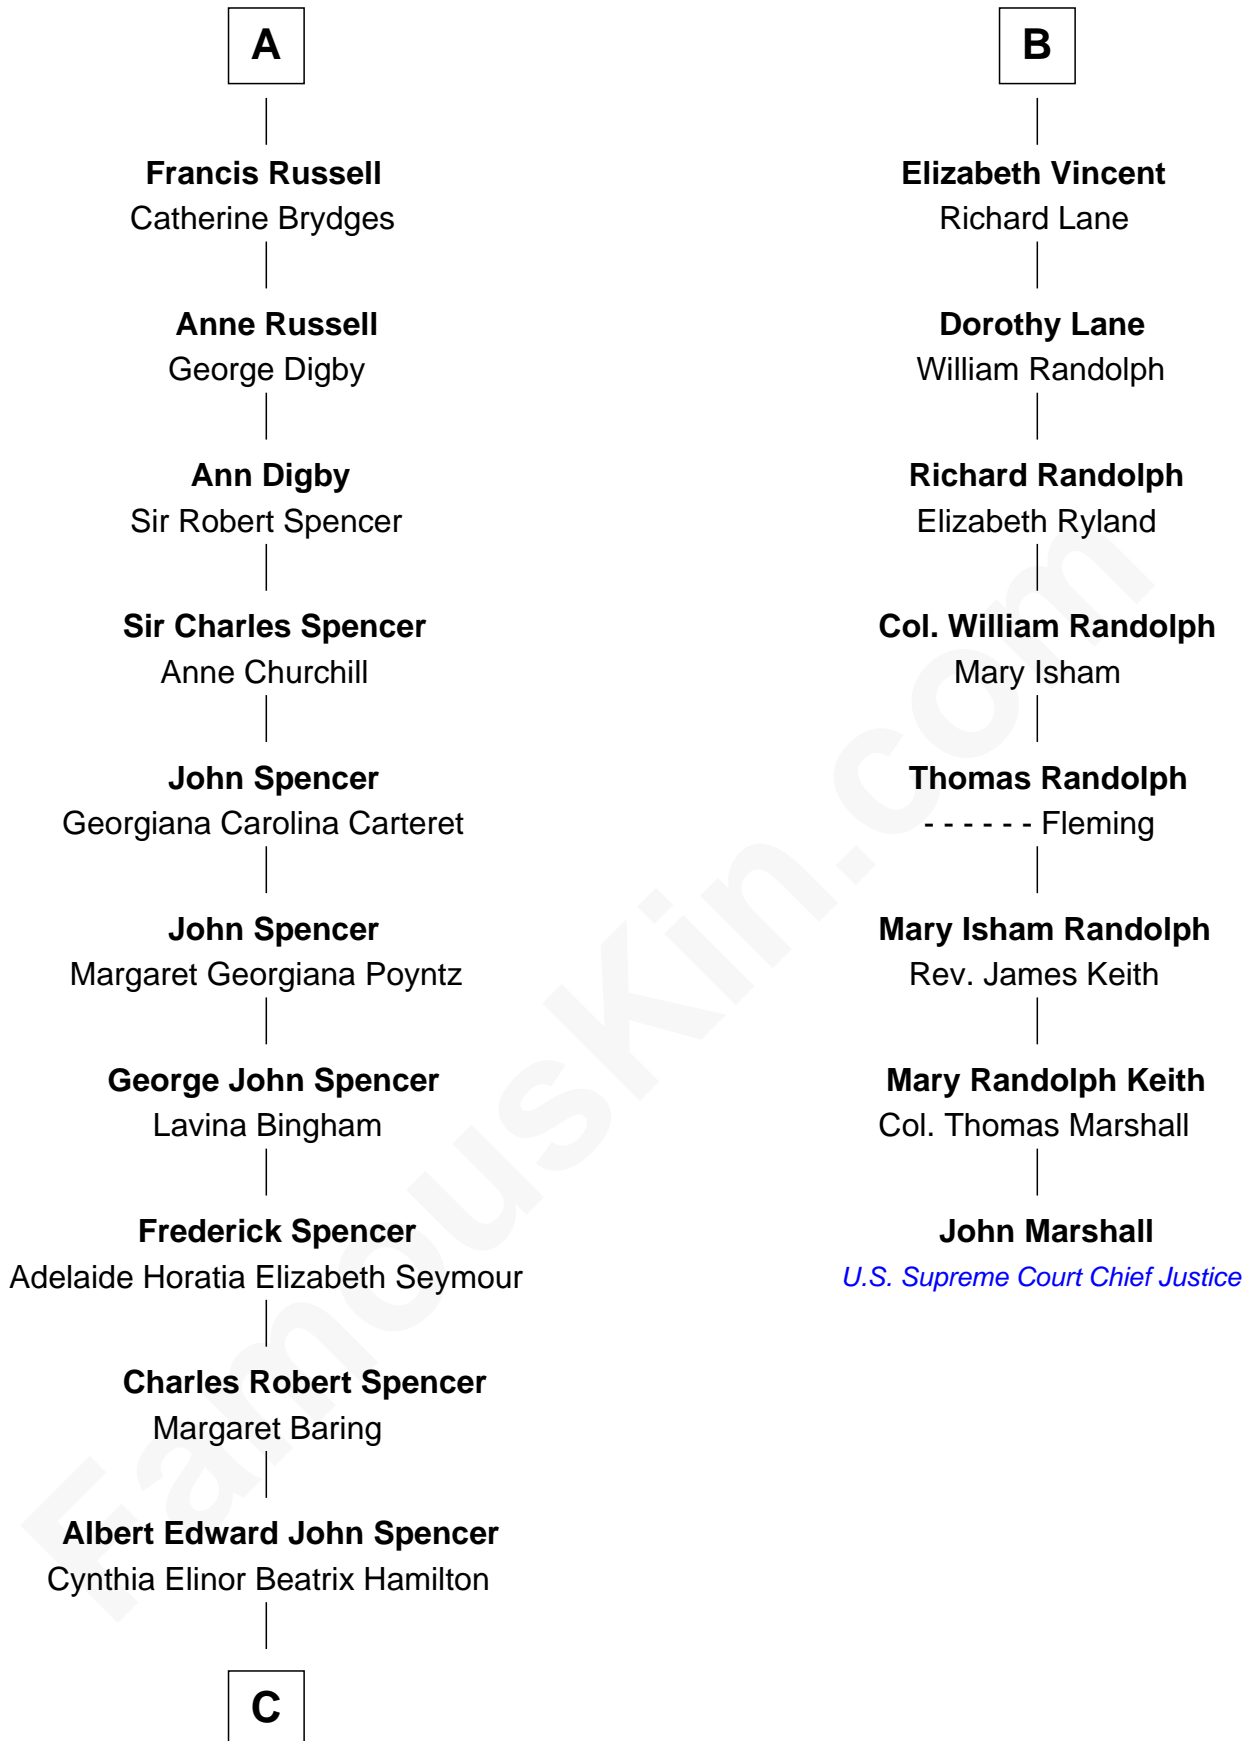 A
Francis Russell
Catherine Brydges
Anne Russell
George Digby
Ann Digby
Sir Robert Spencer
Sir Charles Spencer
Anne Churchill
John Spencer
Georgiana Carolina Carteret
John Spencer
Margaret Georgiana Poyntz
George John Spencer
Lavina Bingham
Frederick Spencer
Adelaide Horatia Elizabeth Seymour
Charles Robert Spencer
Margaret Baring
Albert Edward John Spencer
Cynthia Elinor Beatrix Hamilton
C
B
Elizabeth Vincent
Richard Lane
Dorothy Lane
William Randolph
Richard Randolph
Elizabeth Ryland
Col. William Randolph
Mary Isham
Thomas Randolph
- - - - - - Fleming
Mary Isham Randolph
Rev. James Keith
Mary Randolph Keith
Col. Thomas Marshall
John Marshall
U.S. Supreme Court Chief Justice
FamousKin.com